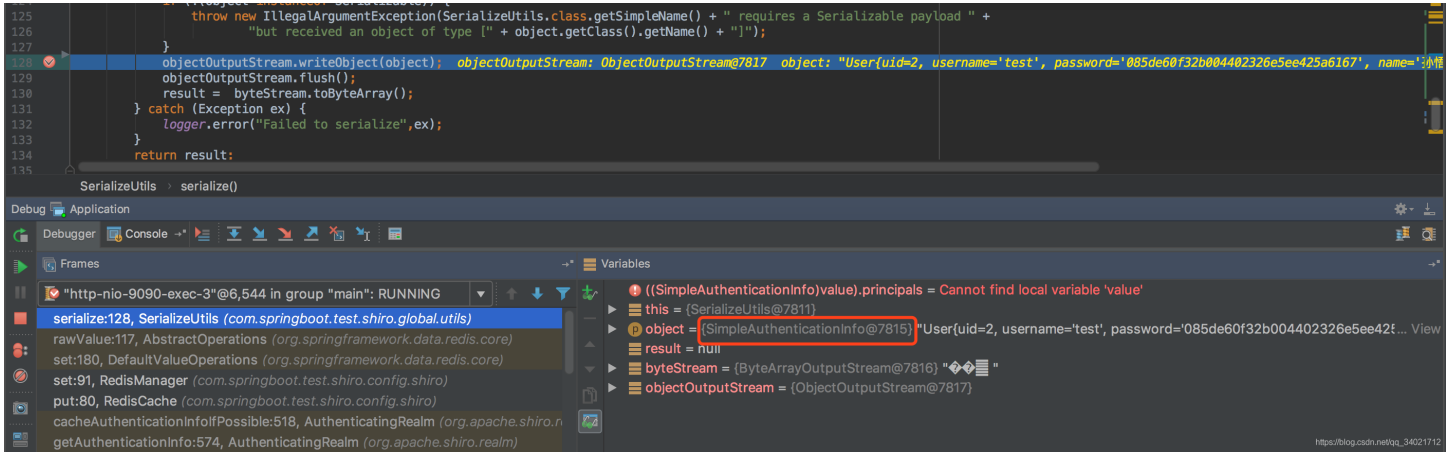 125 throw new IllegalArgumentException(SerializeUtils.class.getSimpleName() + " requires a Serializable payload " +
126 "but received an object of type [" + object.getClass().getName() + "]");
127 }
128 objectOutputStream.writeObject(object); objectOutputStream: ObjectOutputStream@7817 object: "User{uid=2, username='test', password='085de60f32b004402326e5ee425a6167', name='孙悟
129 objectOutputStream.flush();
130 result = byteStream.toByteArray();
131 } catch (Exception ex) {
132 logger.error("Failed to serialize",ex);
133 }
134 return result;
135
SerializeUtils › serialize()
Debug Application
Debugger Console
Frames
Variables
"http-nio-9090-exec-3"@6,544 in group "main": RUNNING
serialize:128, SerializeUtils (com.springboot.test.shiro.global.utils)
rawValue:117, AbstractOperations (org.springframework.data.redis.core)
set:180, DefaultValueOperations (org.springframework.data.redis.core)
set:91, RedisManager (com.springboot.test.shiro.config.shiro)
put:80, RedisCache (com.springboot.test.shiro.config.shiro)
cacheAuthenticationInfoIfPossible:518, AuthenticatingRealm (org.apache.shiro.r
getAuthenticationInfo:574, AuthenticatingRealm (org.apache.shiro.realm)
((SimpleAuthenticationInfo)value).principals = Cannot find local variable 'value'
this = {SerializeUtils@7811}
object = {SimpleAuthenticationInfo@7815} "User{uid=2, username='test', password='085de60f32b004402326e5ee425... View
result = null
byteStream = {ByteArrayOutputStream@7816} "��
objectOutputStream = {ObjectOutputStream@7817}
https://blog.csdn.net/qq_34021712